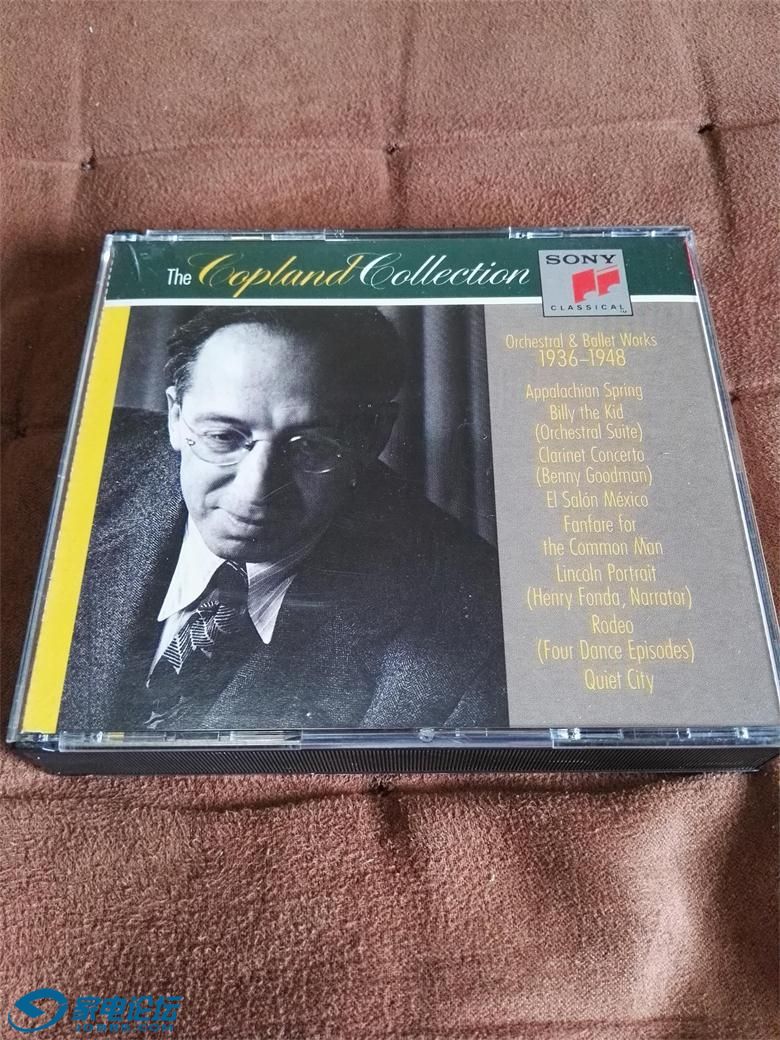 The Copland Collection
SONY
CLASSICAL
Orchestral & Ballet Works
1936–1948
Appalachian Spring
Billy the Kid
(Orchestral Suite)
Clarinet Concerto
(Benny Goodman)
El Salón México
Fanfare for
the Common Man
Lincoln Portrait
(Henry Fonda, Narrator)
Rodeo
(Four Dance Episodes)
Quiet City
家电论坛
JDBBS.COM